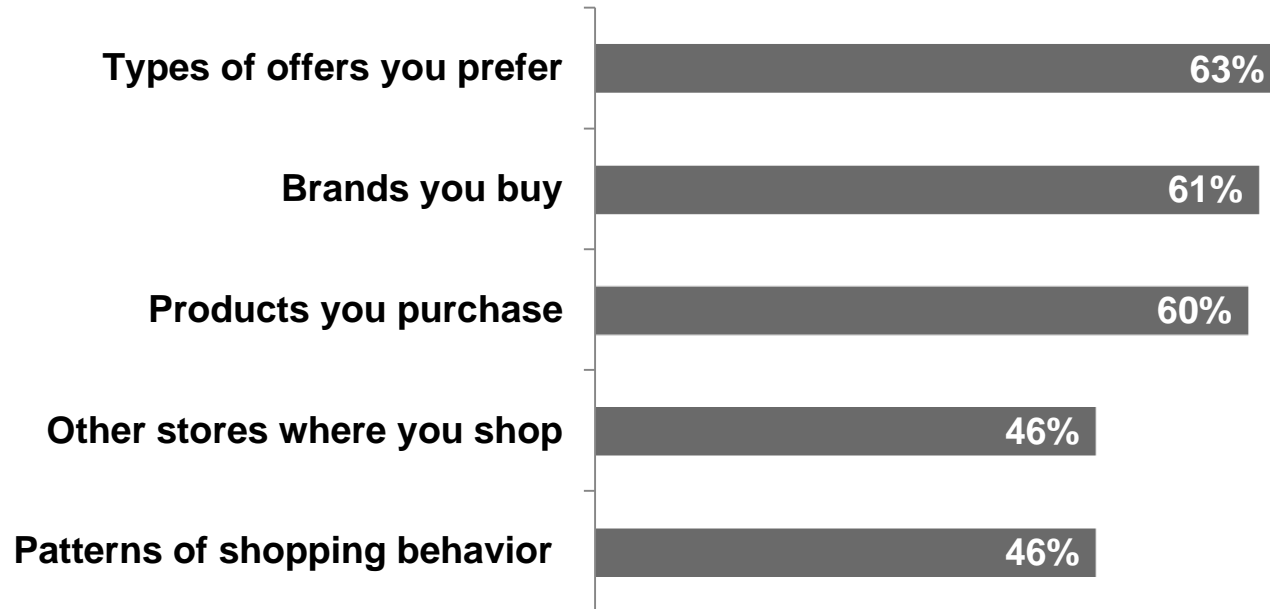 Types of offers you prefer 63%
Brands you buy 61%
Products you purchase 60%
Other stores where you shop 46%
Patterns of shopping behavior 46%